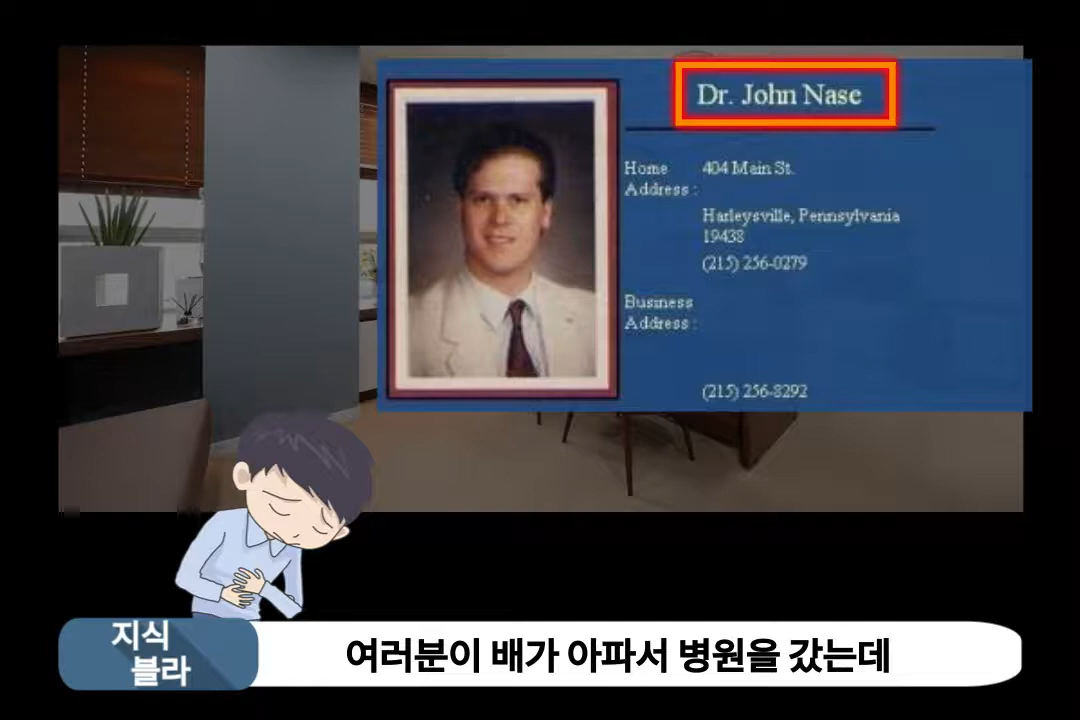 Dr. John Nase
Home
Address :
404 Main St.
Harleysville, Pennsylvania
19438
(215) 256-0279
Business
Address :
(215) 256-8292
지식
블라
여러분이 배가 아파서 병원을 갔는데